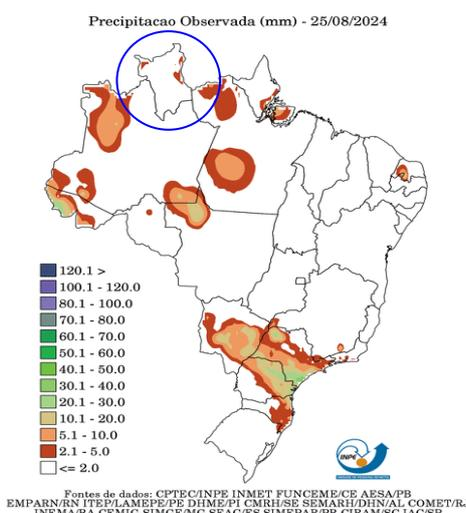 Precipitacao Observada (mm) - 25/08/2024
120.1 >
100.1 - 120.0
80.1 - 100.0
70.1 - 80.0
60.1 - 70.0
50.1 - 60.0
40.1 - 50.0
30.1 - 40.0
20.1 - 30.0
10.1 - 20.0
5.1 - 10.0
2.1 - 5.0
<= 2.0
INPE
Fontes de dados: CPTEC/INPE INMET FUNCEME/CE AESA/PB
EMPARN/RN ITEP/LAMEPE/PE DHME/PI CMRH/SE SEMARH/DHN/AL COMET/R.